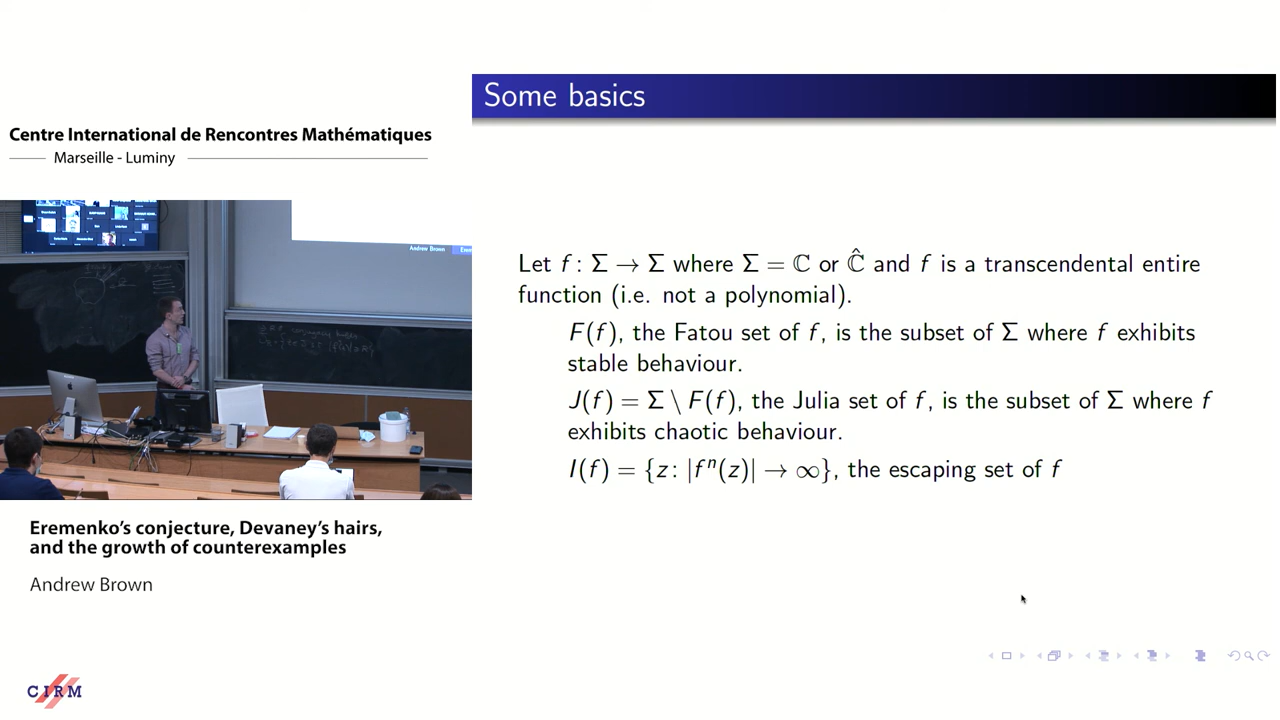 Some basics
Centre International de Rencontres Mathématiques
Marseille - Luminy
Andrew Brown
Let f : Σ → Σ where Σ = ℂ or ℂ̂ and f is a transcendental entire
function (i.e. not a polynomial).
F(f), the Fatou set of f, is the subset of Σ where f exhibits
stable behaviour.
J(f) = Σ \ F(f), the Julia set of f, is the subset of Σ where f
exhibits chaotic behaviour.
I(f) = {z : |fⁿ(z)| → ∞}, the escaping set of f
Eremenko's conjecture, Devaney's hairs,
and the growth of counterexamples
Andrew Brown
CIRM